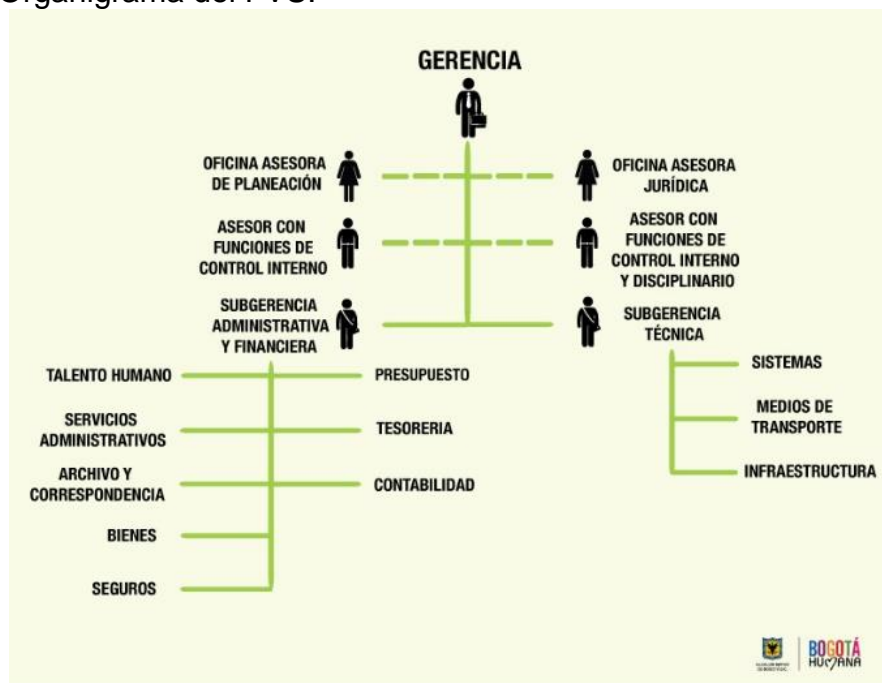 Organigrama del FVS.
GERENCIA
OFICINA ASESORA
DE PLANEACIÓN
OFICINA ASESORA
JURÍDICA
ASESOR CON
FUNCIONES DE
CONTROL INTERNO
ASESOR CON
FUNCIONES DE
CONTROL INTERNO
Y DISCIPLINARIO
SUBGERENCIA
ADMINISTRATIVA
Y FINANCIERA
SUBGERENCIA
TÉCNICA
TALENTO HUMANO
PRESUPUESTO
SERVICIOS
ADMINISTRATIVOS
TESORERIA
ARCHIVO Y
CORRESPONDENCIA
CONTABILIDAD
BIENES
SEGUROS
SISTEMAS
MEDIOS DE
TRANSPORTE
INFRAESTRUCTURA
BOGOTÁ
HUMANA